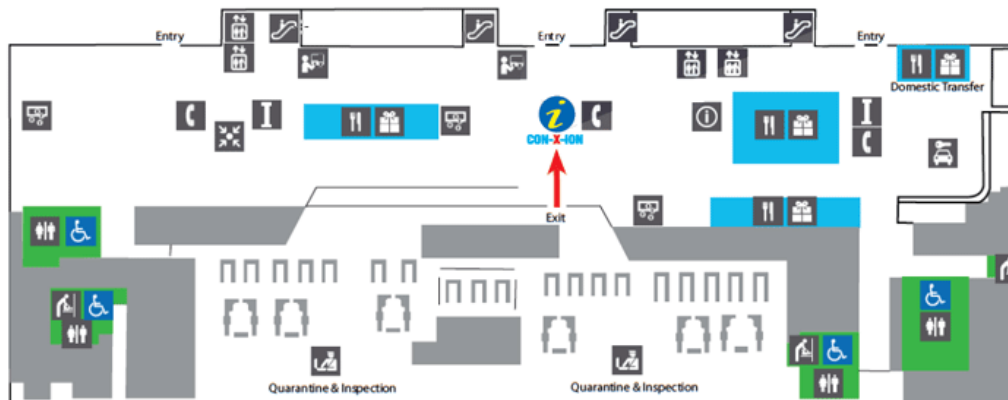 Entry
Entry
Entry
Domestic Transfer
i
CON-X-ION
Exit
Quarantine & Inspection
Quarantine & Inspection